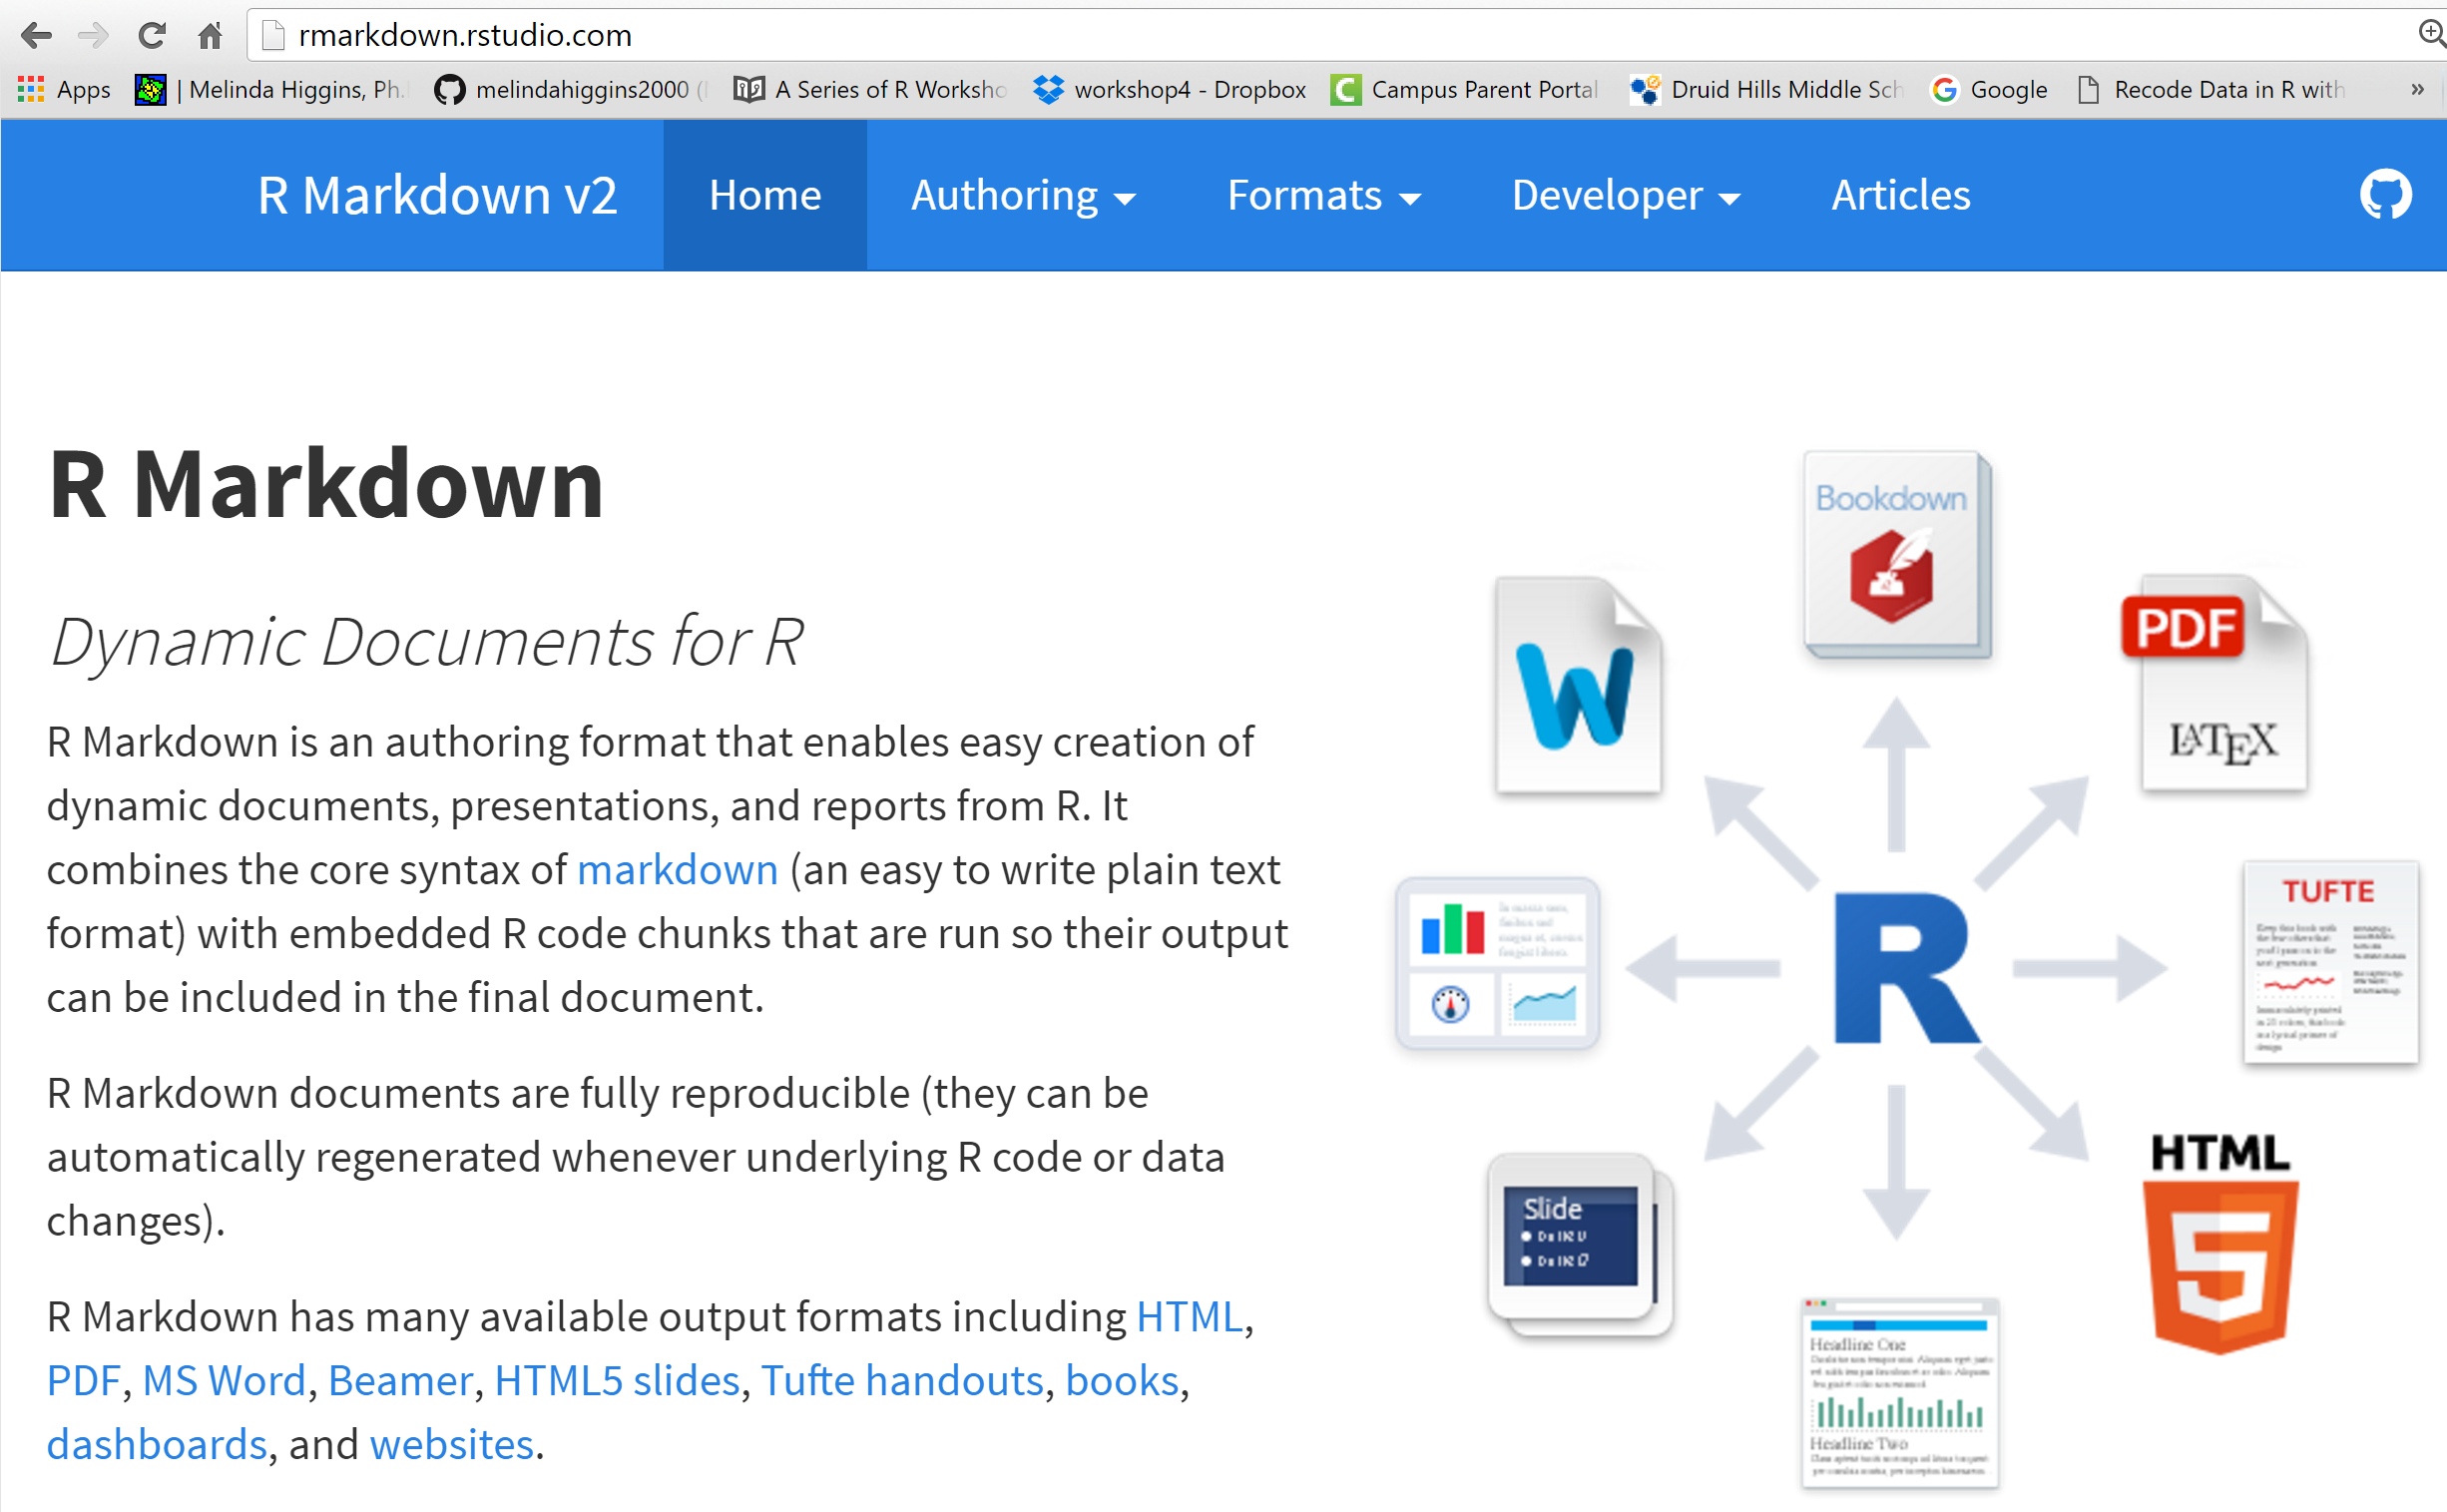 rmarkdown.rstudio.com
Apps | Melinda Higgins, Ph. melindahiggins2000 ( A Series of R Worksho workshop4 - Dropbox Campus Parent Portal Druid Hills Middle Sch Google Recode Data in R with »
R Markdown v2 Home Authoring Formats Developer Articles
R Markdown
Dynamic Documents for R
R Markdown is an authoring format that enables easy creation of
dynamic documents, presentations, and reports from R. It
combines the core syntax of markdown (an easy to write plain text
format) with embedded R code chunks that are run so their output
can be included in the final document.
R Markdown documents are fully reproducible (they can be
automatically regenerated whenever underlying R code or data
changes).
R Markdown has many available output formats including HTML,
PDF, MS Word, Beamer, HTML5 slides, Tufte handouts, books,
dashboards, and websites.
Bookdown
W
PDF
LATEX
R
TUFTE
Slide
HTML
5
Headline One
Headline Two